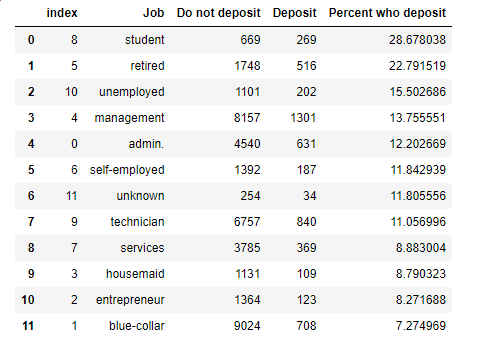 index Job Do not deposit Deposit Percent who deposit
0 8 student 669 269 28.678038
1 5 retired 1748 516 22.791519
2 10 unemployed 1101 202 15.502686
3 4 management 8157 1301 13.755551
4 0 admin. 4540 631 12.202669
5 6 self-employed 1392 187 11.842939
6 11 unknown 254 34 11.805556
7 9 technician 6757 840 11.056996
8 7 services 3785 369 8.883004
9 3 housemaid 1131 109 8.790323
10 2 entrepreneur 1364 123 8.271688
11 1 blue-collar 9024 708 7.274969